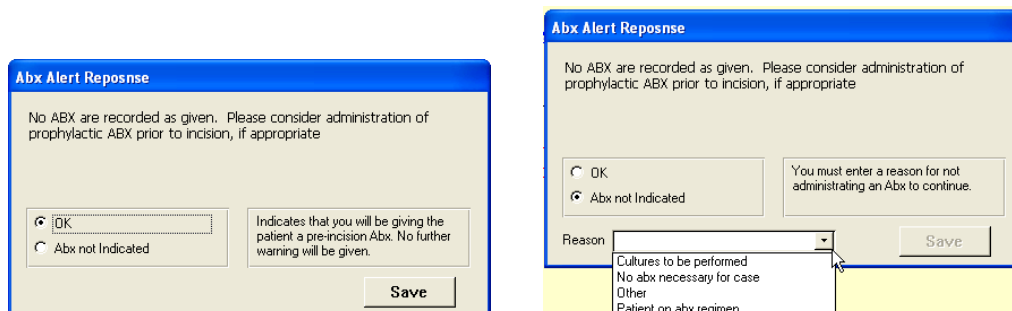 Abx Alert Reposnse
No ABX are recorded as given. Please consider administration of
prophylactic ABX prior to incision, if appropriate
OK
Abx not Indicated
Indicates that you will be giving the
patient a pre-incision Abx. No further
warning will be given.
Save
Abx Alert Reposnse
No ABX are recorded as given. Please consider administration of
prophylactic ABX prior to incision, if appropriate
OK
Abx not Indicated
You must enter a reason for not
administrating an Abx to continue.
Reason
Save
Cultures to be performed
No abx necessary for case
Other
Patient on abx regimen